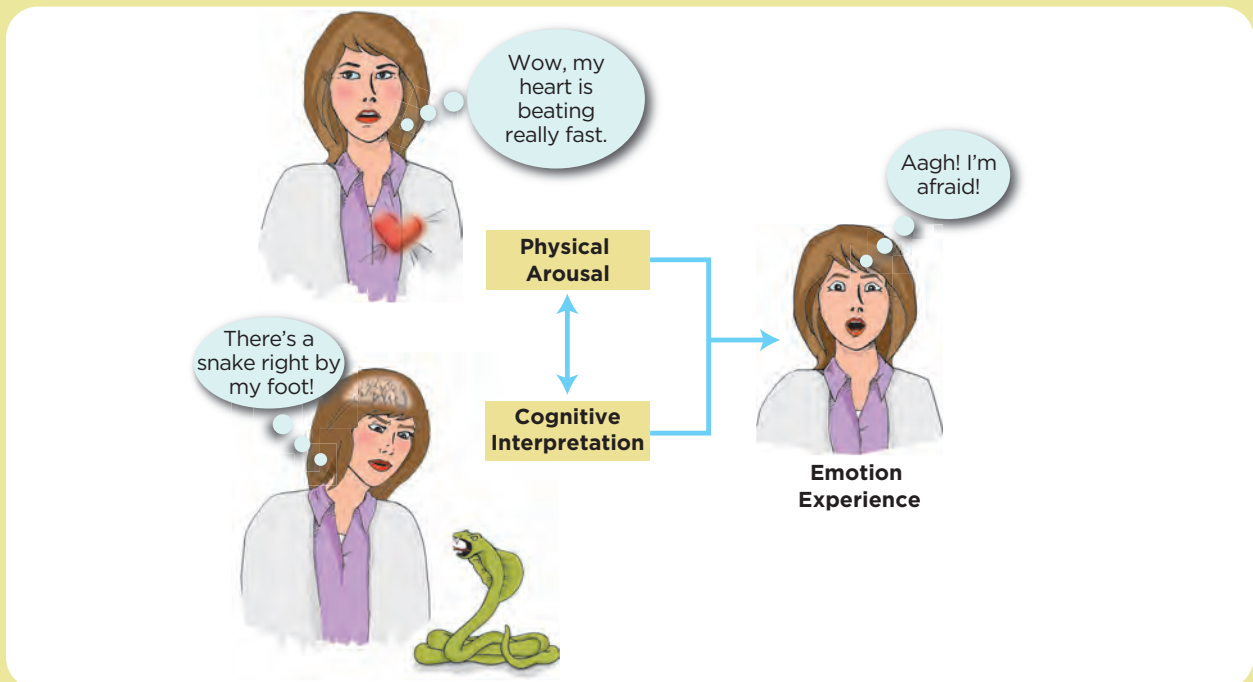 Wow, my
heart is
beating
really fast.
Aagh! I'm
afraid!
Physical
Arousal
There's a
snake right by
my foot!
Cognitive
Interpretation
Emotion
Experience